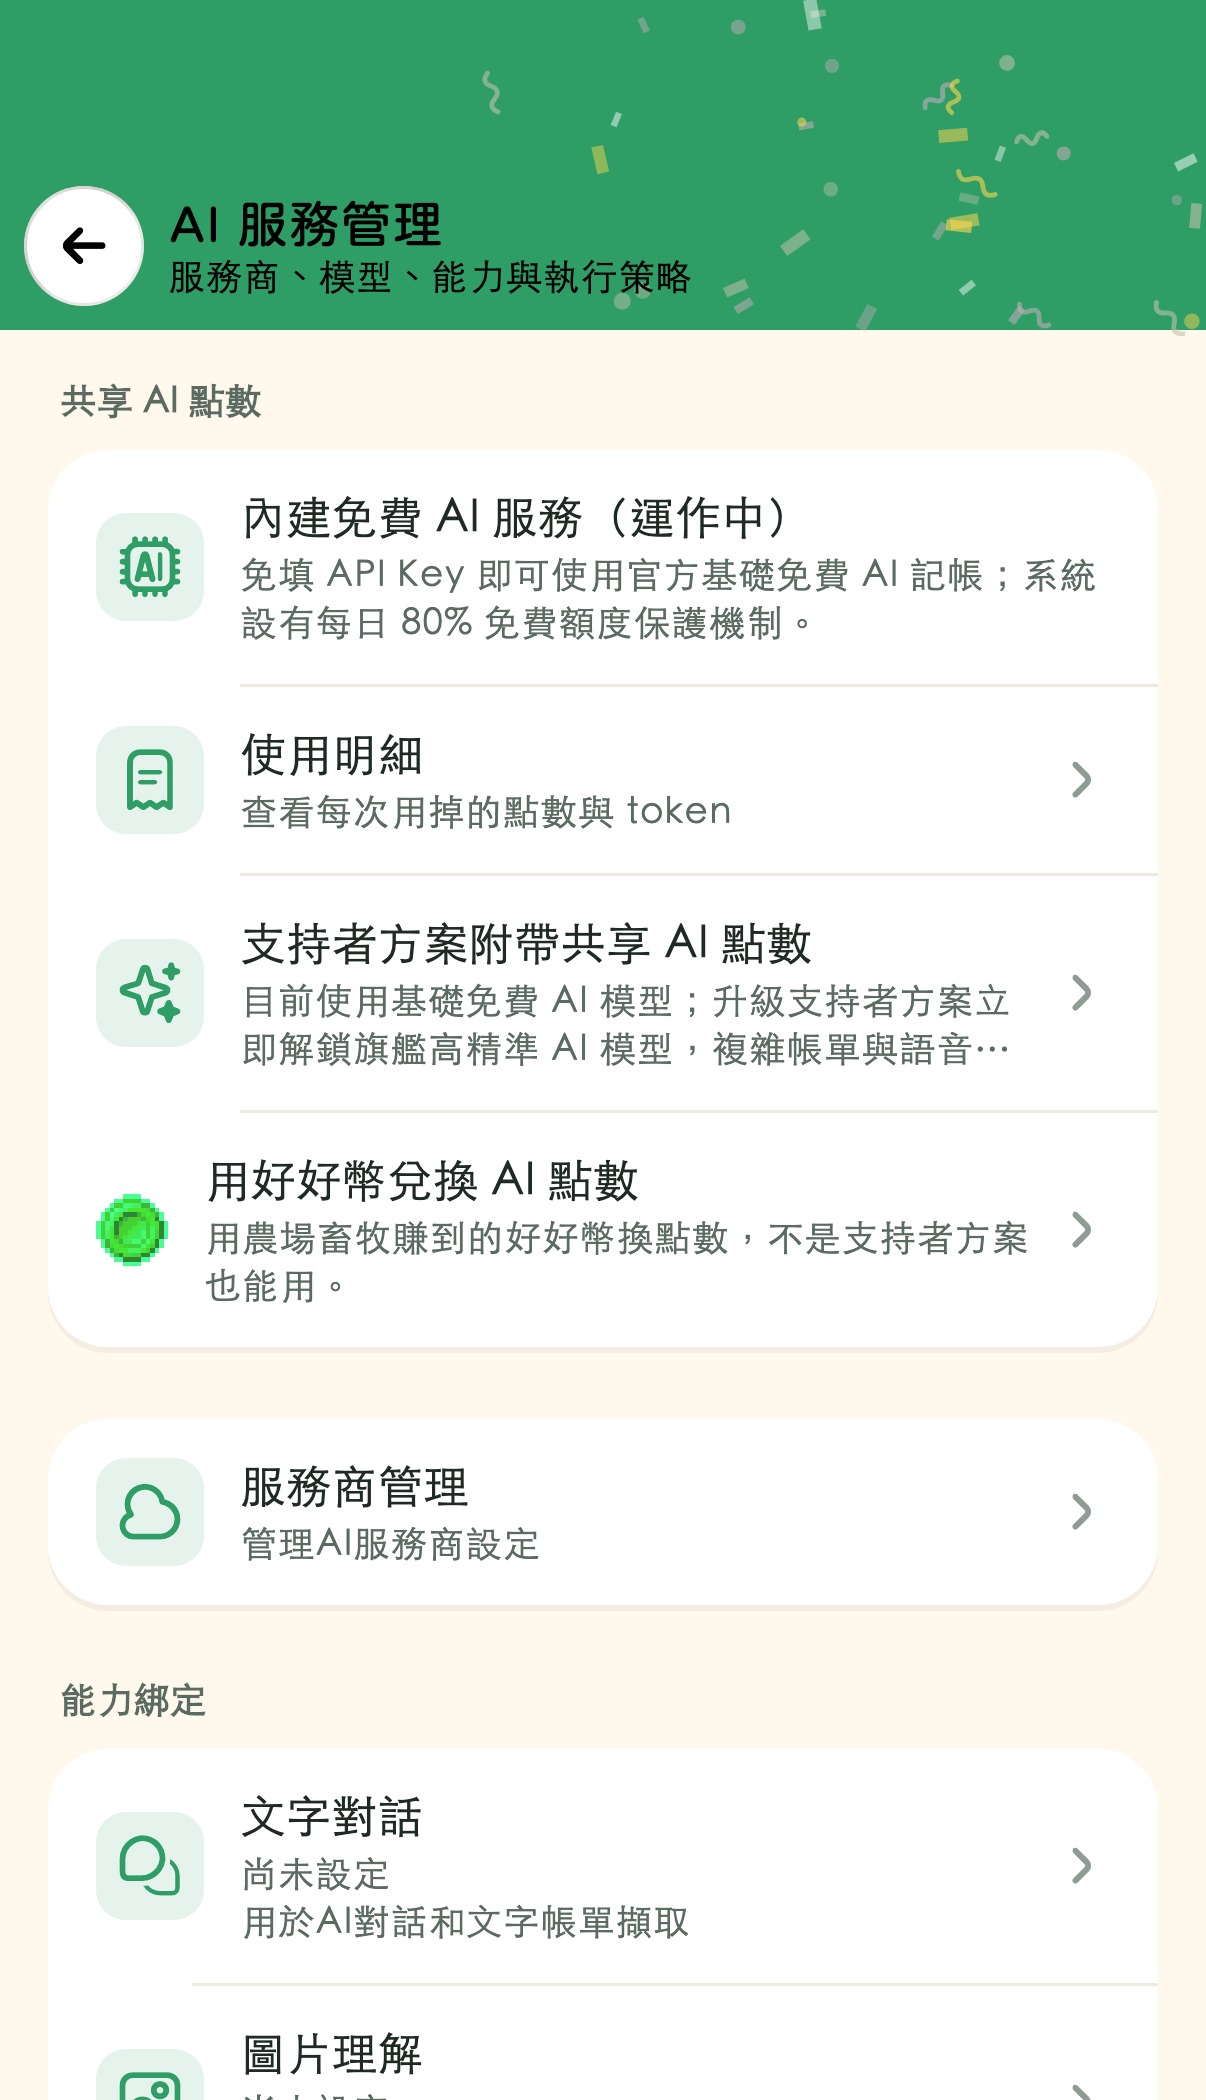 AI 服務管理
服務商、模型、能力與執行策略
共享 AI 點數
內建免費 AI 服務（運作中）
免填 API Key 即可使用官方基礎免費 AI 記帳；系統
設有每日 80% 免費額度保護機制。
使用明細
查看每次用掉的點數與 token
支持者方案附帶共享 AI 點數
目前使用基礎免費 AI 模型；升級支持者方案立
即解鎖旗艦高精準 AI 模型，複雜帳單與語音…
用好好幣兌換 AI 點數
用農場畜牧賺到的好好幣換點數，不是支持者方案
也能用。
服務商管理
管理AI服務商設定
能力綁定
文字對話
尚未設定
用於AI對話和文字帳單擷取
圖片理解